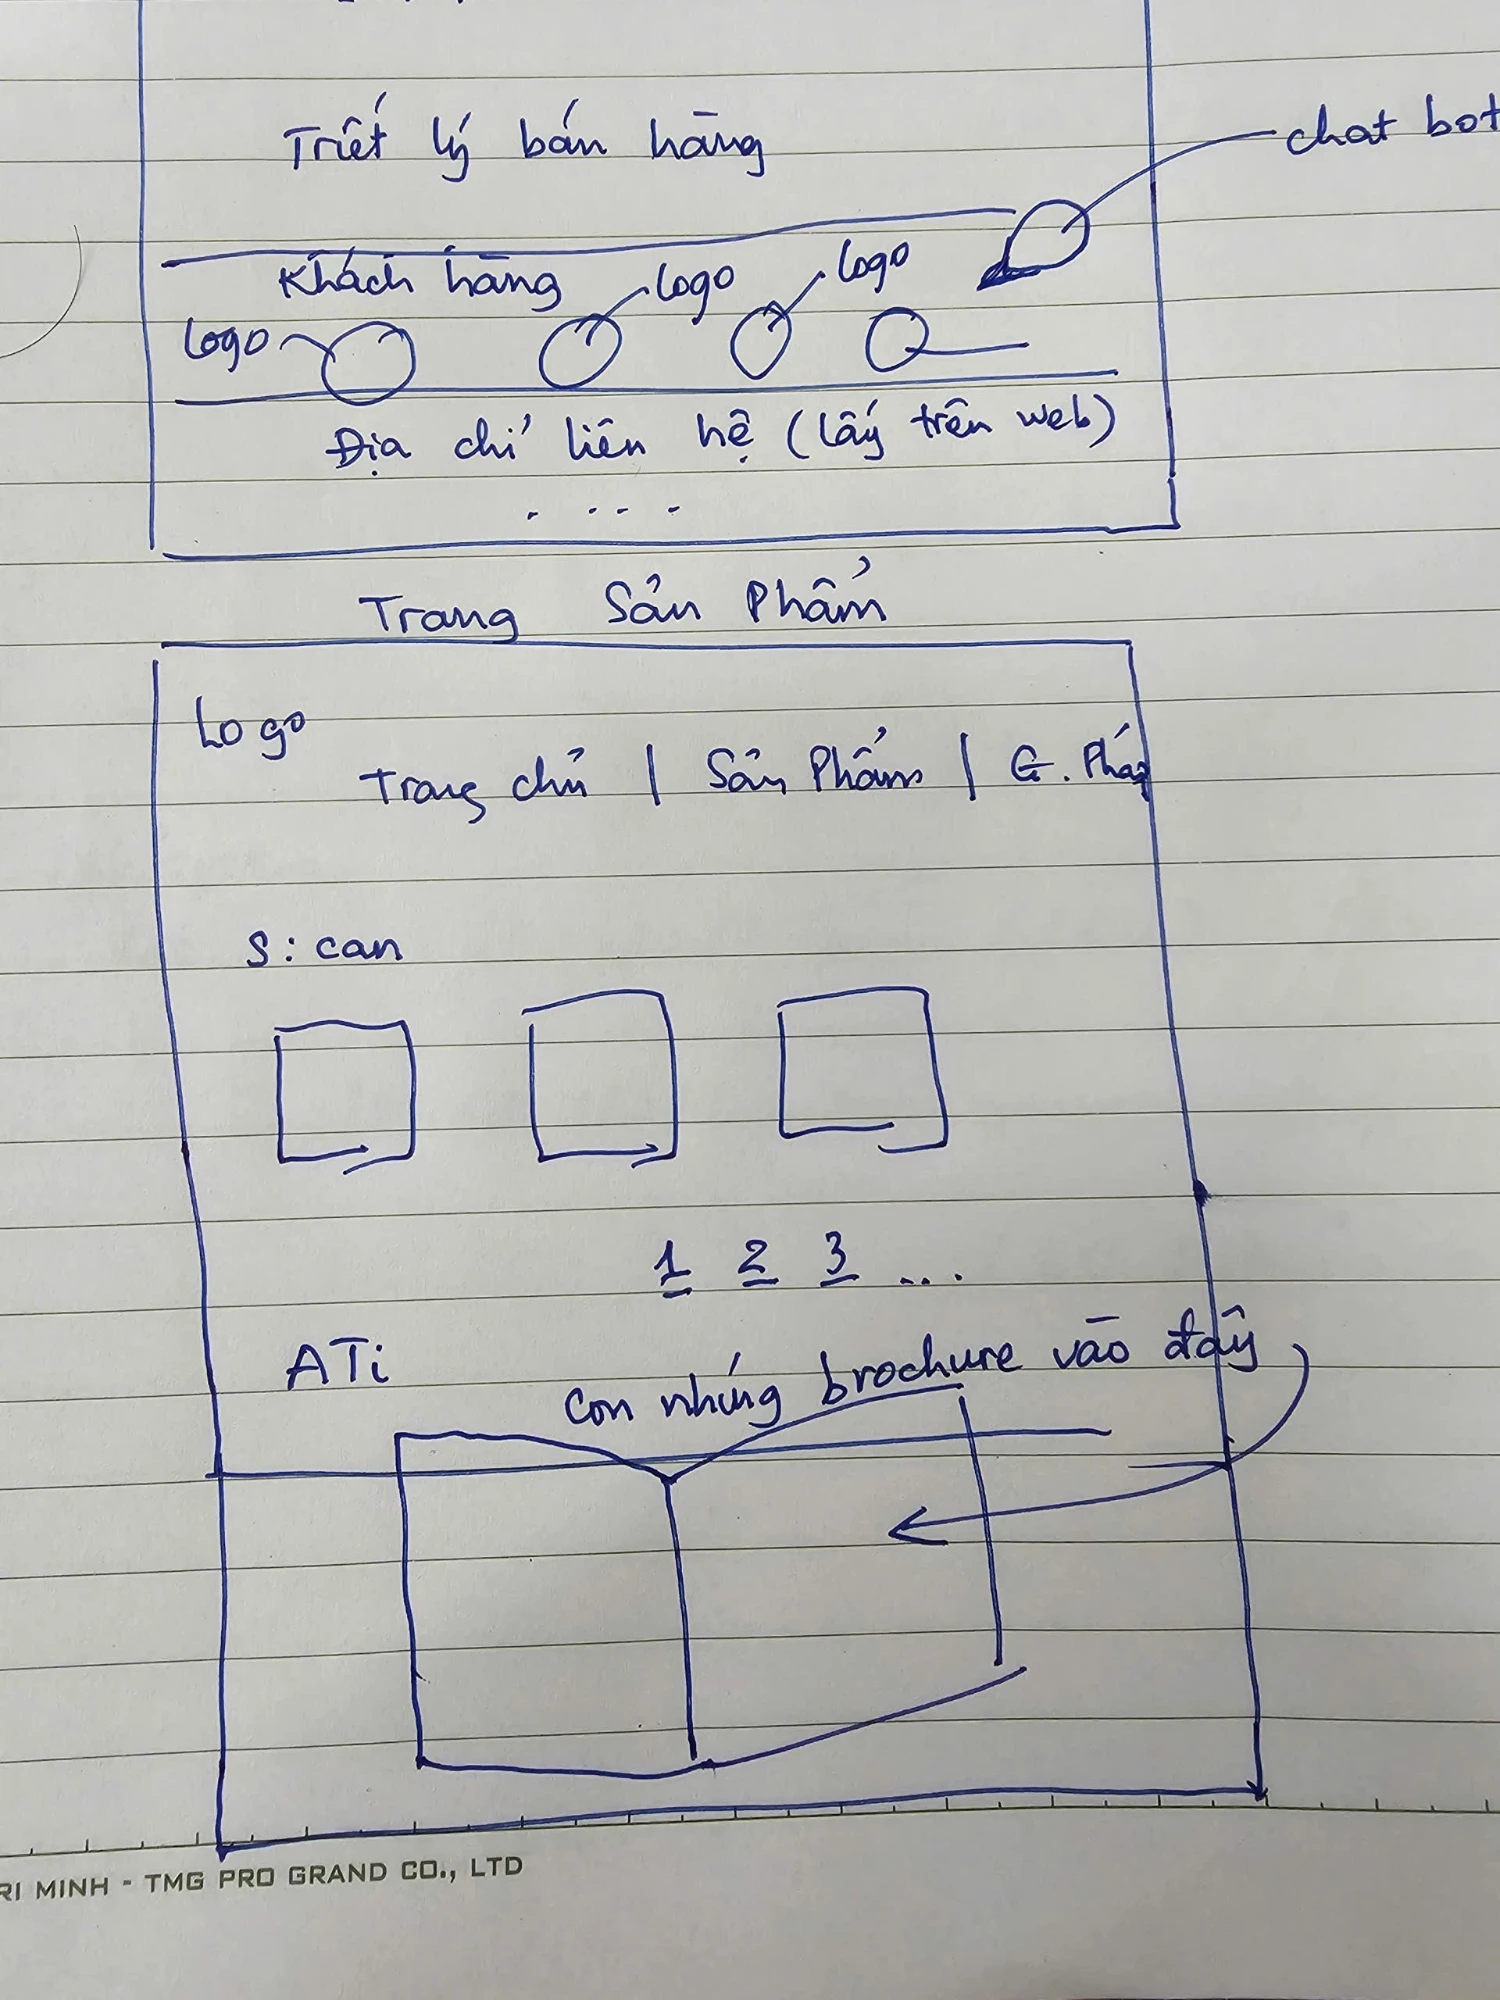 Triết lý bán hàng
chat bot
Khách hàng
logo
logo
logo
Địa chỉ liên hệ (lấy trên web)
. ... .
Trang Sản Phẩm
Logo
Trang chủ | Sản Phẩm | G. Pháp
S: can
1 2 3 ...
ATi
con nhúng brochure vào đây
RI MINH - TMG PRO GRAND CO., LTD